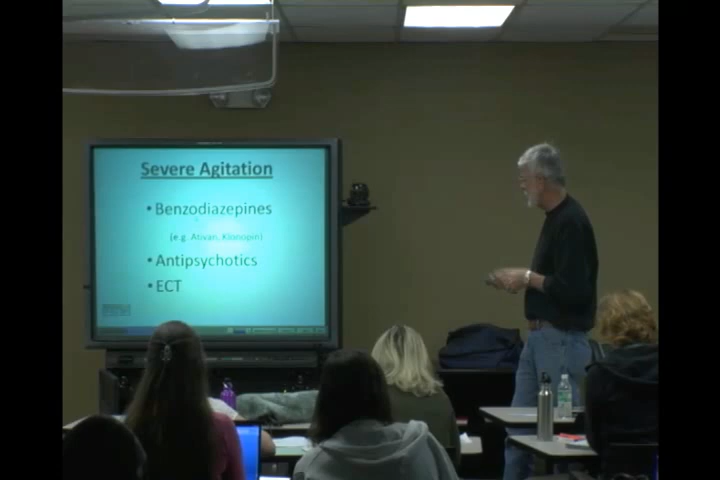 Severe Agitation
• Benzodiazepines
(e.g. Ativan, Klonopin)
• Antipsychotics
• ECT